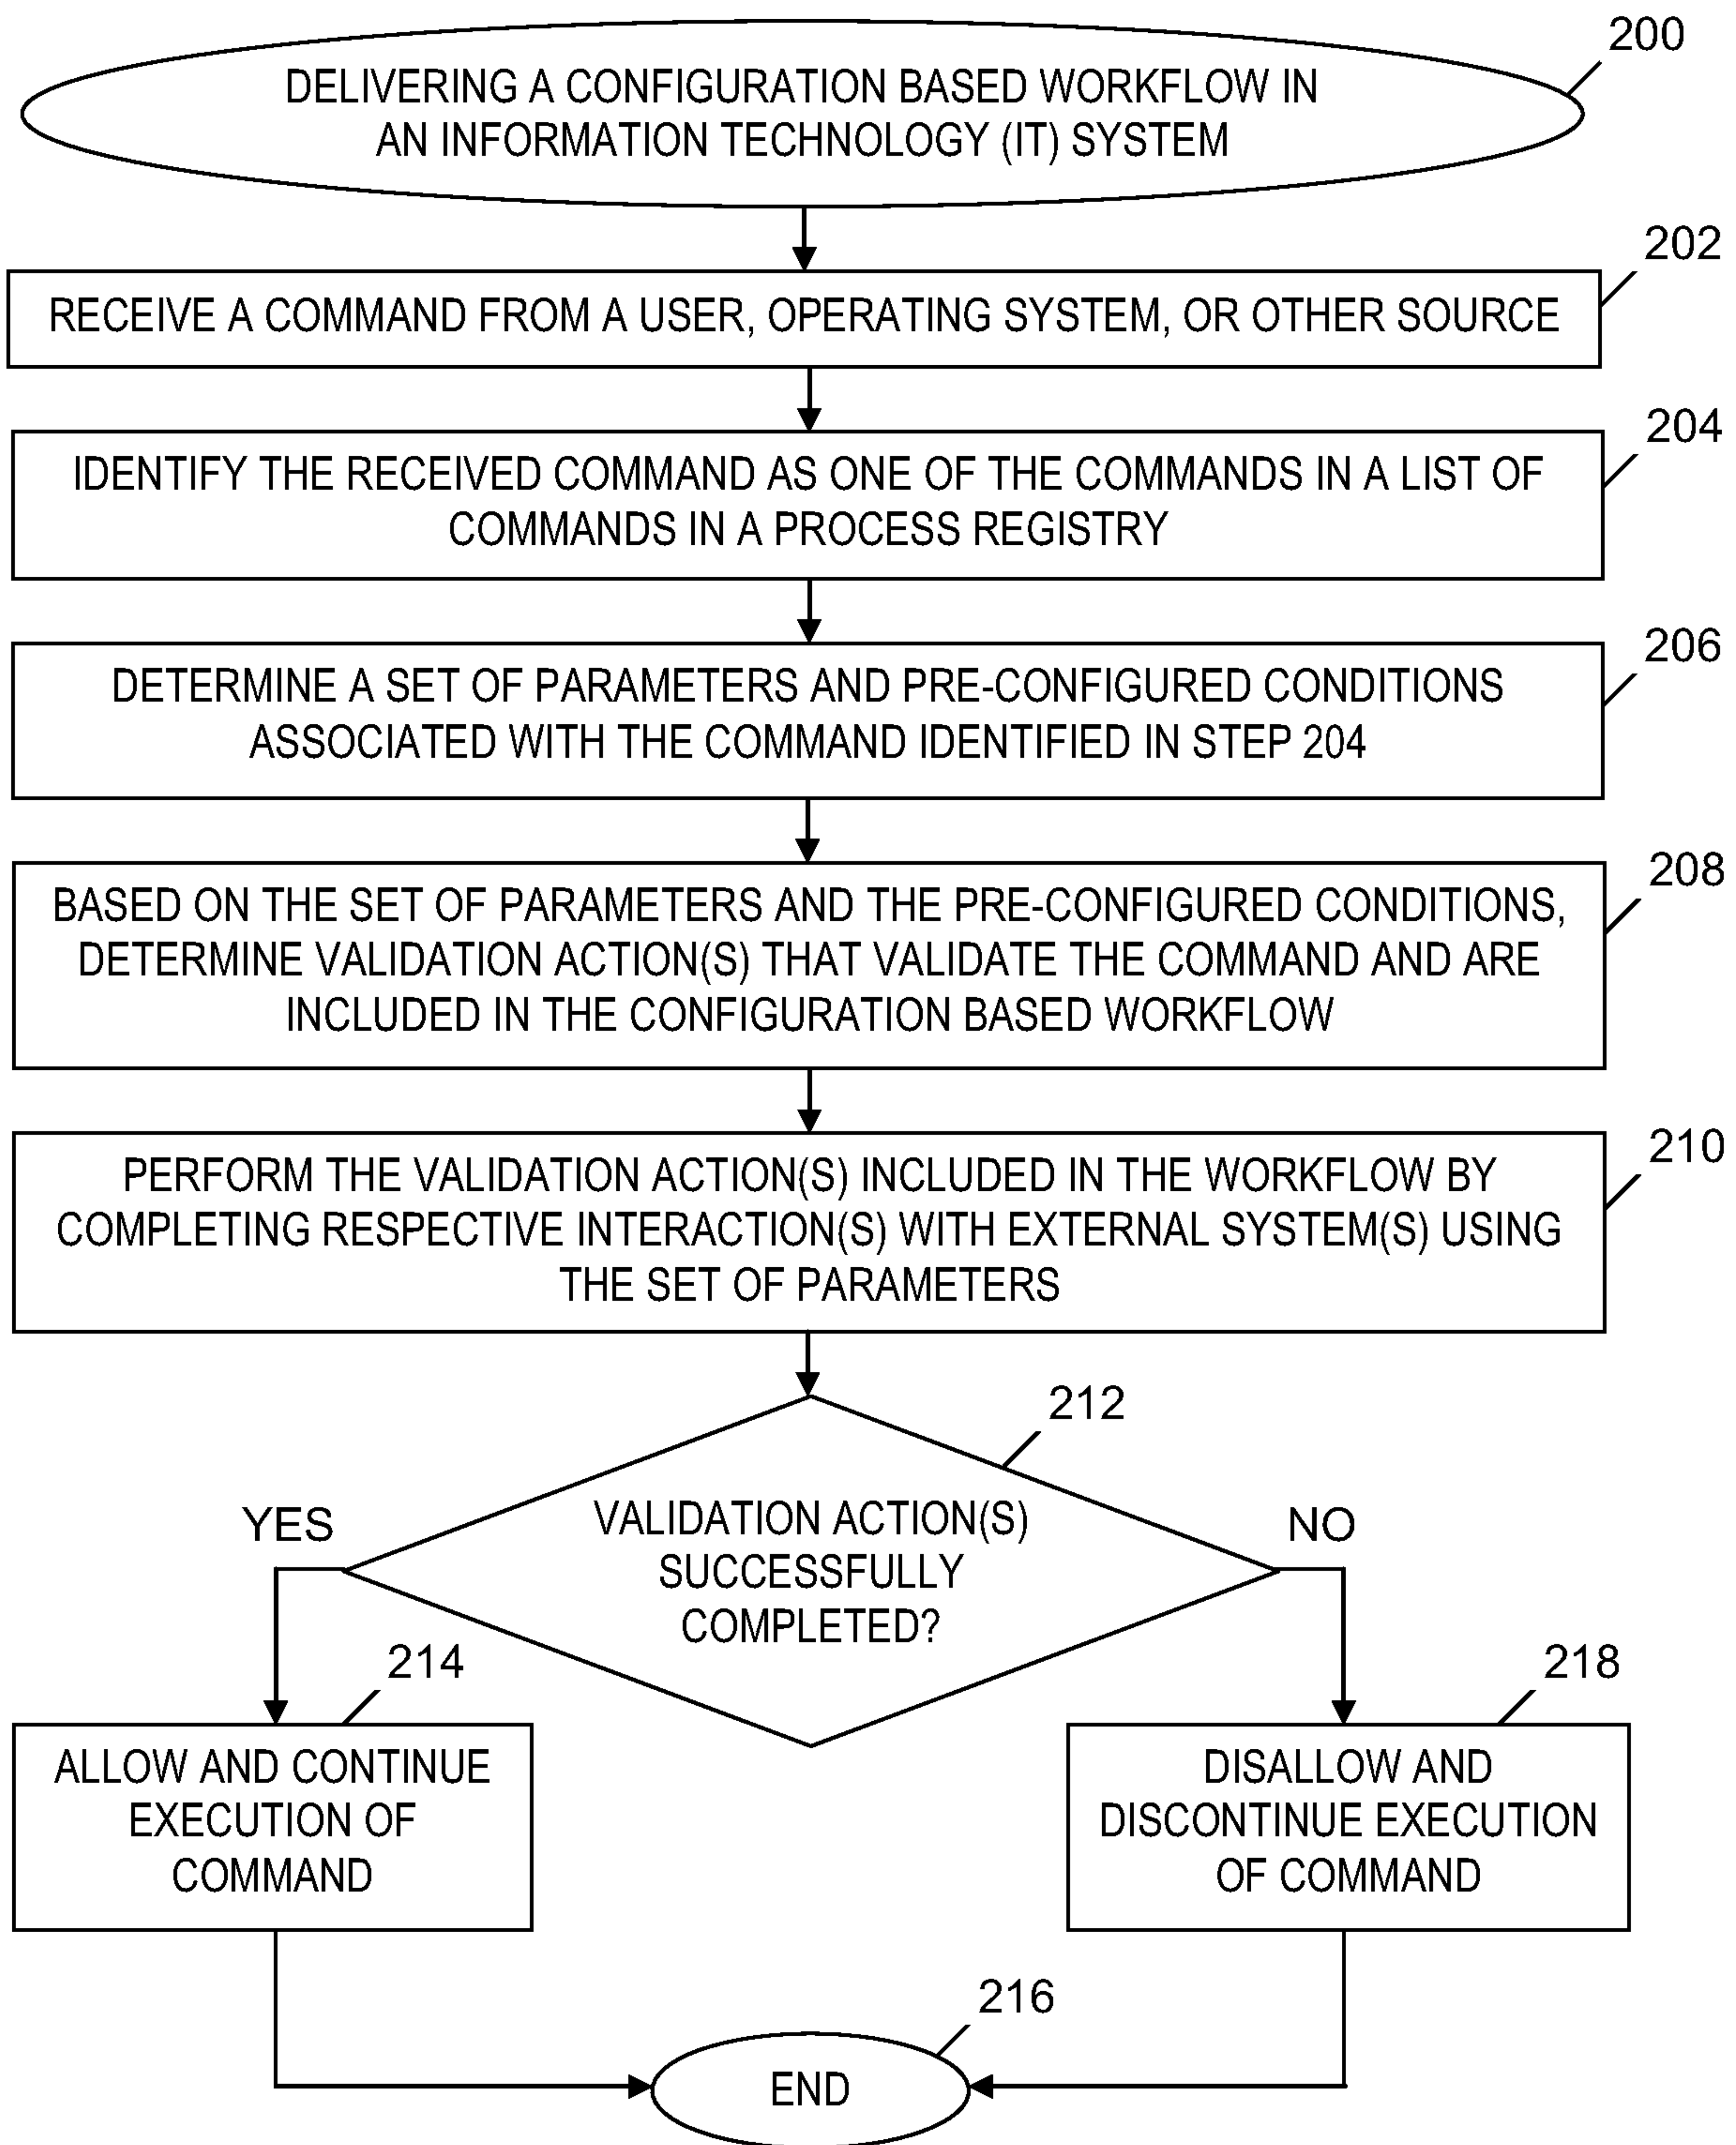 200
DELIVERING A CONFIGURATION BASED WORKFLOW IN
AN INFORMATION TECHNOLOGY (IT) SYSTEM
202
RECEIVE A COMMAND FROM A USER, OPERATING SYSTEM, OR OTHER SOURCE
204
IDENTIFY THE RECEIVED COMMAND AS ONE OF THE COMMANDS IN A LIST OF
COMMANDS IN A PROCESS REGISTRY
206
DETERMINE A SET OF PARAMETERS AND PRE-CONFIGURED CONDITIONS
ASSOCIATED WITH THE COMMAND IDENTIFIED IN STEP 204
208
BASED ON THE SET OF PARAMETERS AND THE PRE-CONFIGURED CONDITIONS,
DETERMINE VALIDATION ACTION(S) THAT VALIDATE THE COMMAND AND ARE
INCLUDED IN THE CONFIGURATION BASED WORKFLOW
210
PERFORM THE VALIDATION ACTION(S) INCLUDED IN THE WORKFLOW BY
COMPLETING RESPECTIVE INTERACTION(S) WITH EXTERNAL SYSTEM(S) USING
THE SET OF PARAMETERS
212
VALIDATION ACTION(S)
SUCCESSFULLY
COMPLETED?
YES
NO
214
ALLOW AND CONTINUE
EXECUTION OF
COMMAND
218
DISALLOW AND
DISCONTINUE EXECUTION
OF COMMAND
216
END